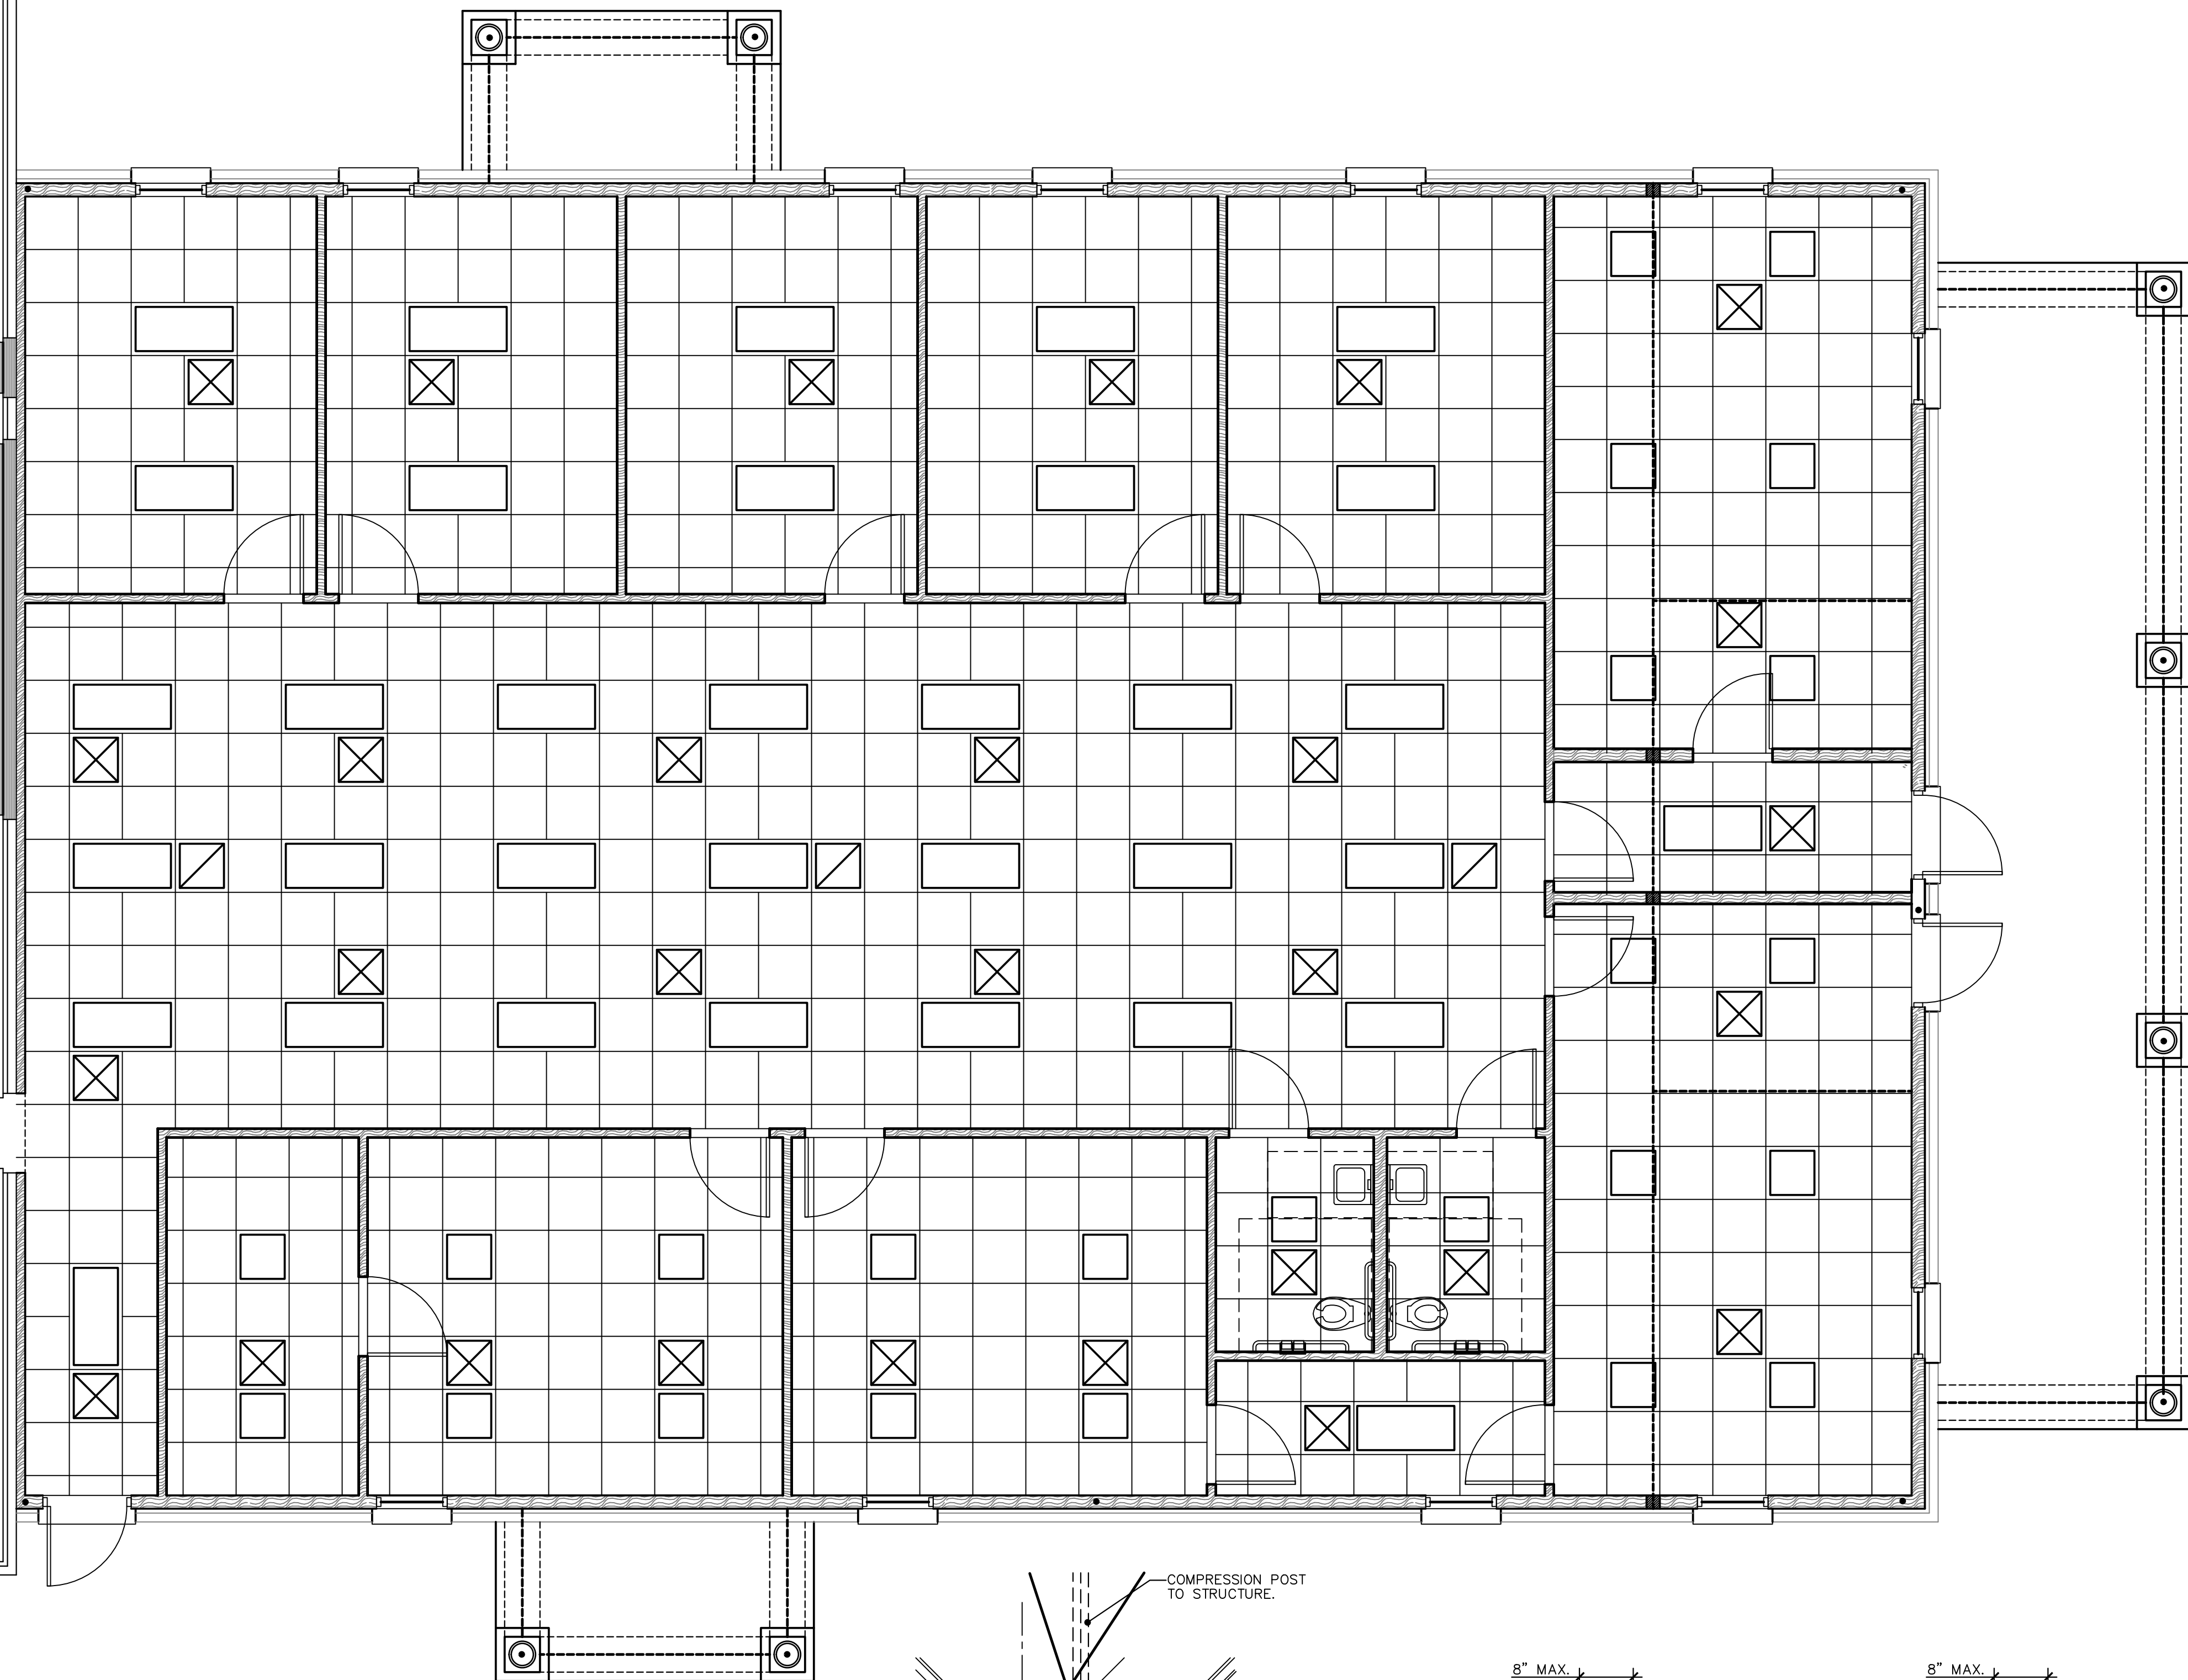 COMPRESSION POST
TO STRUCTURE.
8" MAX.
8" MAX.